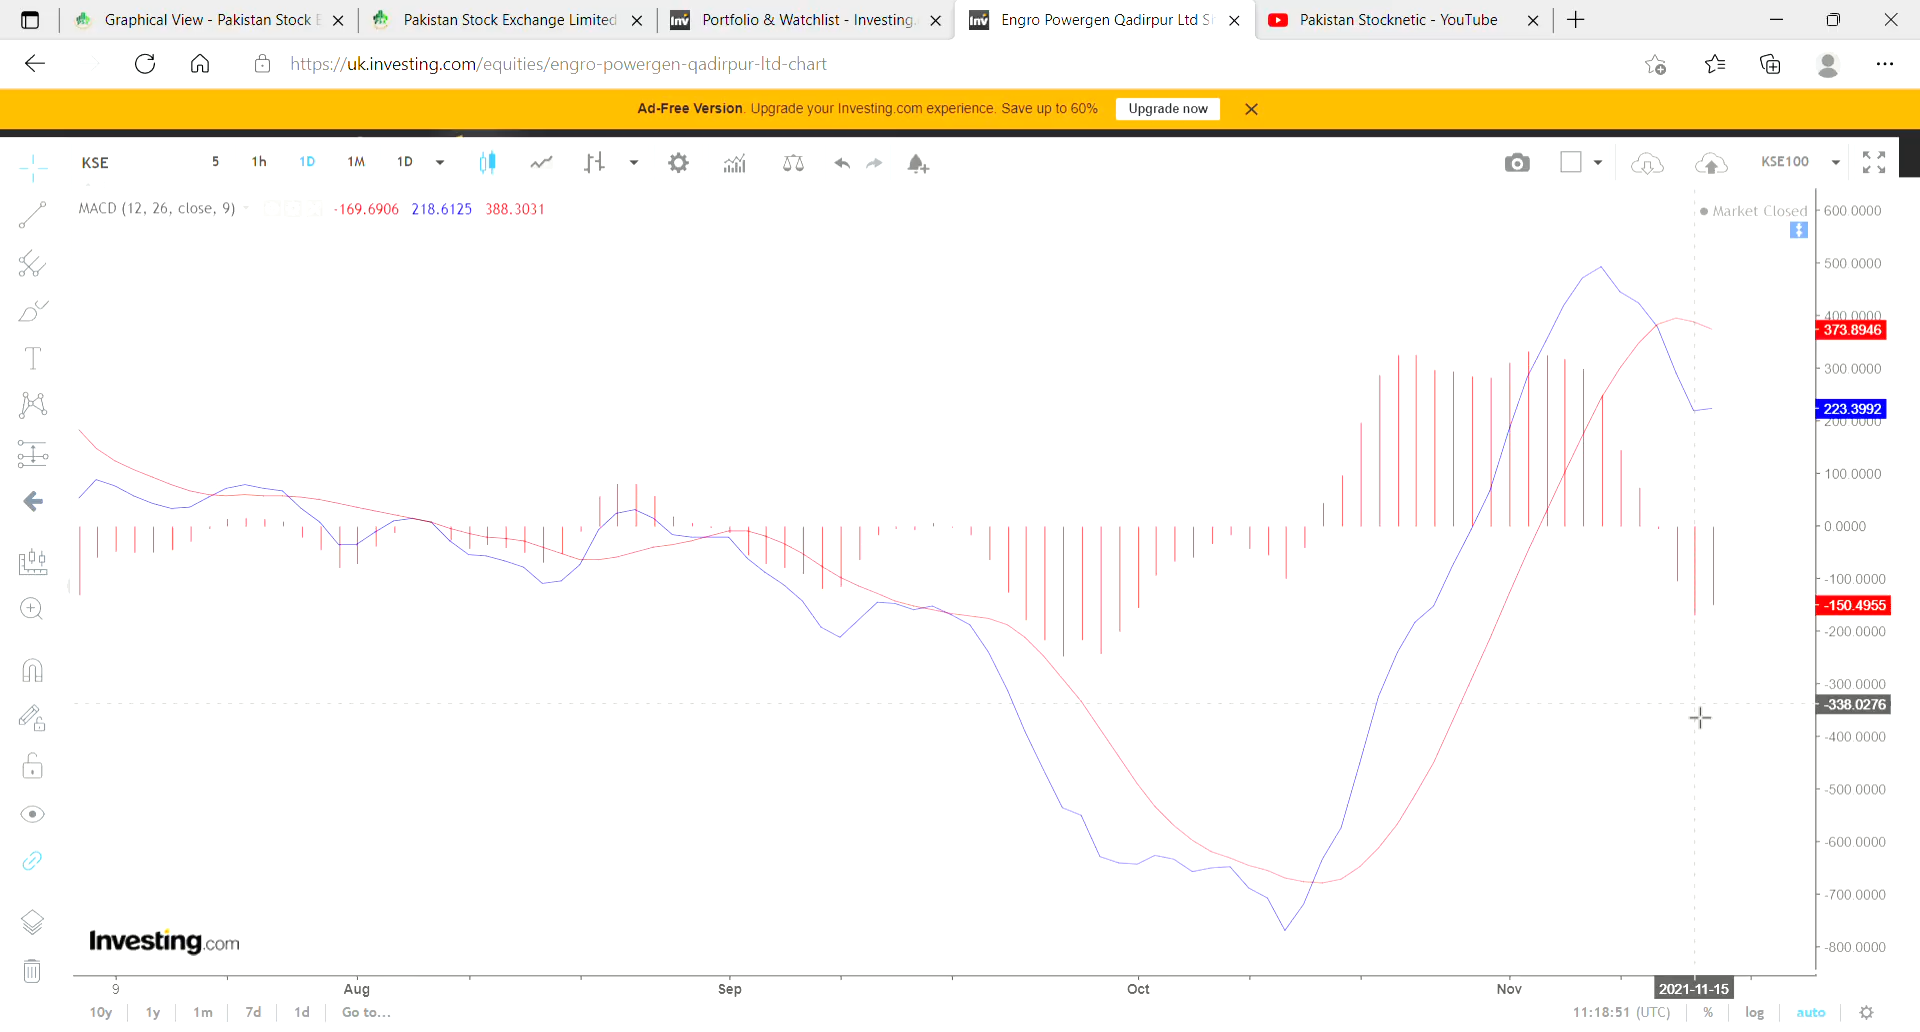 Graphical View - Pakistan Stock E
Pakistan Stock Exchange Limited
Inv Portfolio & Watchlist - Investing.
Inv Engro Powergen Qadirpur Ltd S
Pakistan Stocknetic - YouTube
https://uk.investing.com/equities/engro-powergen-qadirpur-ltd-chart
Ad-Free Version. Upgrade your Investing.com experience. Save up to 60% Upgrade now
KSE 5 1h 1D 1M 1D KSE100
MACD (12, 26, close, 9) -169.6906 218.6125 388.3031
Market Closed
600.0000
500.0000
400.0000
373.8946
300.0000
223.3992
200.0000
100.0000
0.0000
-100.0000
-150.4955
-200.0000
-300.0000
-338.0276
-400.0000
-500.0000
-600.0000
-700.0000
-800.0000
Investing.com
9 Aug Sep Oct Nov 2021-11-15
10y 1y 1m 7d 1d Go to... 11:18:51 (UTC) % log auto